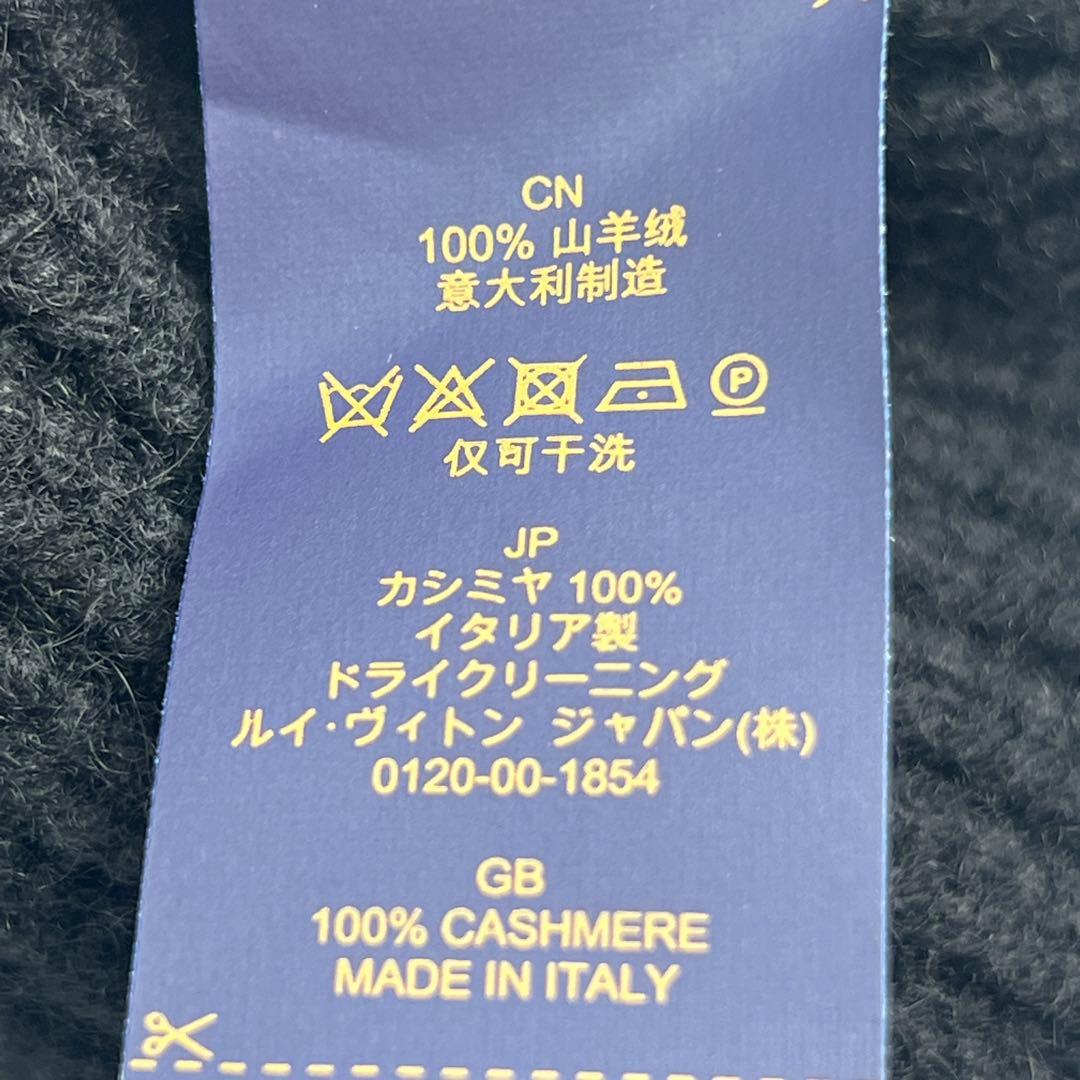 CN
100% 山羊绒
意大利制造
P
仅可干洗
JP
カシミヤ 100%
イタリア製
ドライクリーニング
ルイ·ヴィトン ジャパン(株)
0120-00-1854
GB
100% CASHMERE
MADE IN ITALY